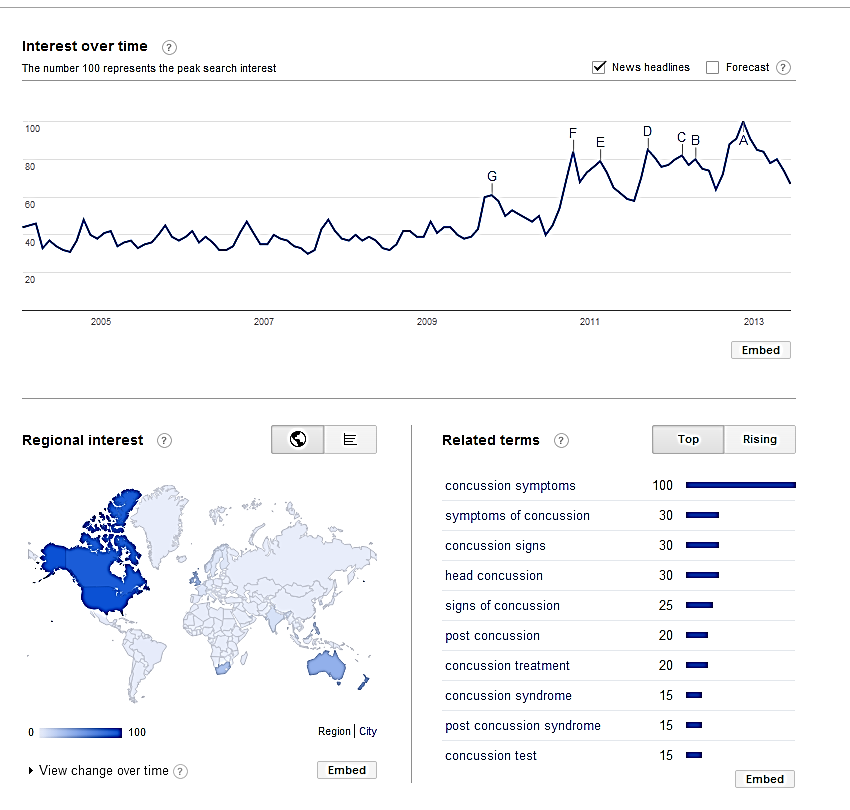 Interest over time ?
The number 100 represents the peak search interest
News headlines Forecast ?
100
80
60
40
20
G F E D C B A
2005 2007 2009 2011 2013
Embed
Regional interest ?
0 100
Region | City
View change over time ?
Embed
Related terms ?
Top Rising
concussion symptoms 100
symptoms of concussion 30
concussion signs 30
head concussion 30
signs of concussion 25
post concussion 20
concussion treatment 20
concussion syndrome 15
post concussion syndrome 15
concussion test 15
Embed